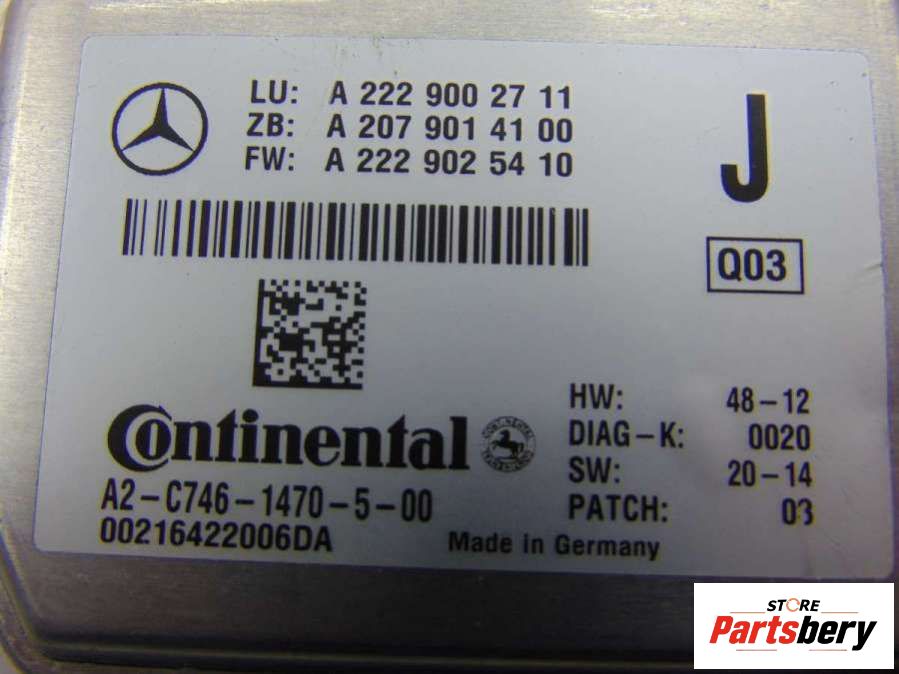 LU: A 222 900 27 11
ZB: A 207 901 41 00
FW: A 222 902 54 10
J
Q03
Continental
A2-C746-1470-5-00
00216422006DA
HW: 48-12
DIAG-K: 0020
SW: 20-14
PATCH: 03
Made in Germany
STORE
Partsbery